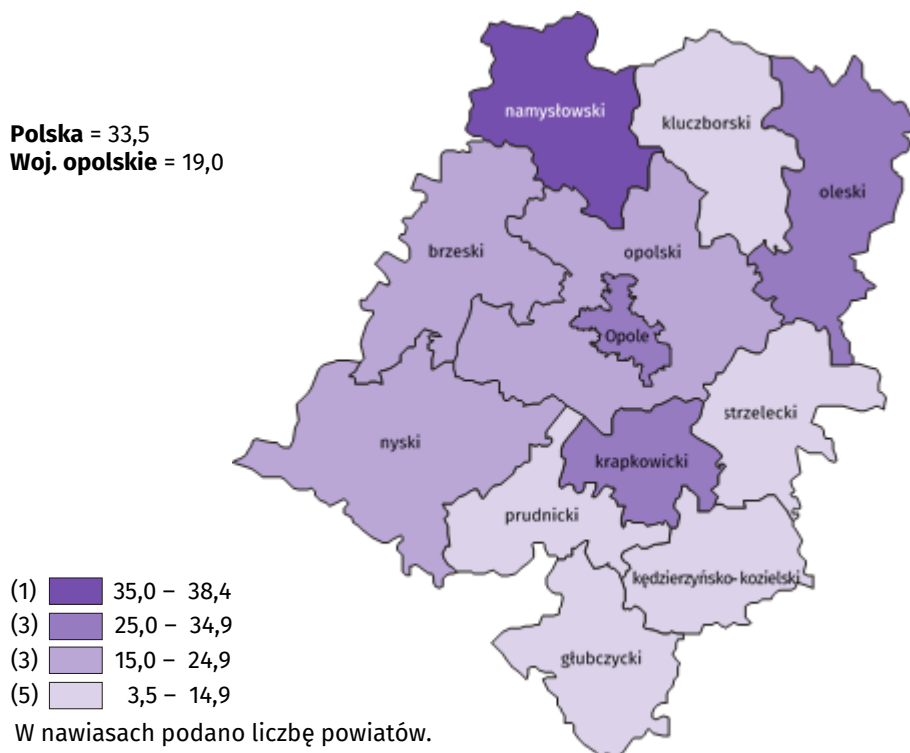 namysłowski
kluczborski
Polska = 33,5
Woj. opolskie = 19,0
oleski
brzeski
opolski
Opole
strzelecki
nyski
krapkowicki
prudnicki
kędzierzyńsko-kozielski
głubczycki
(1) 35,0 – 38,4
(3) 25,0 – 34,9
(3) 15,0 – 24,9
(5) 3,5 – 14,9
W nawiasach podano liczbę powiatów.